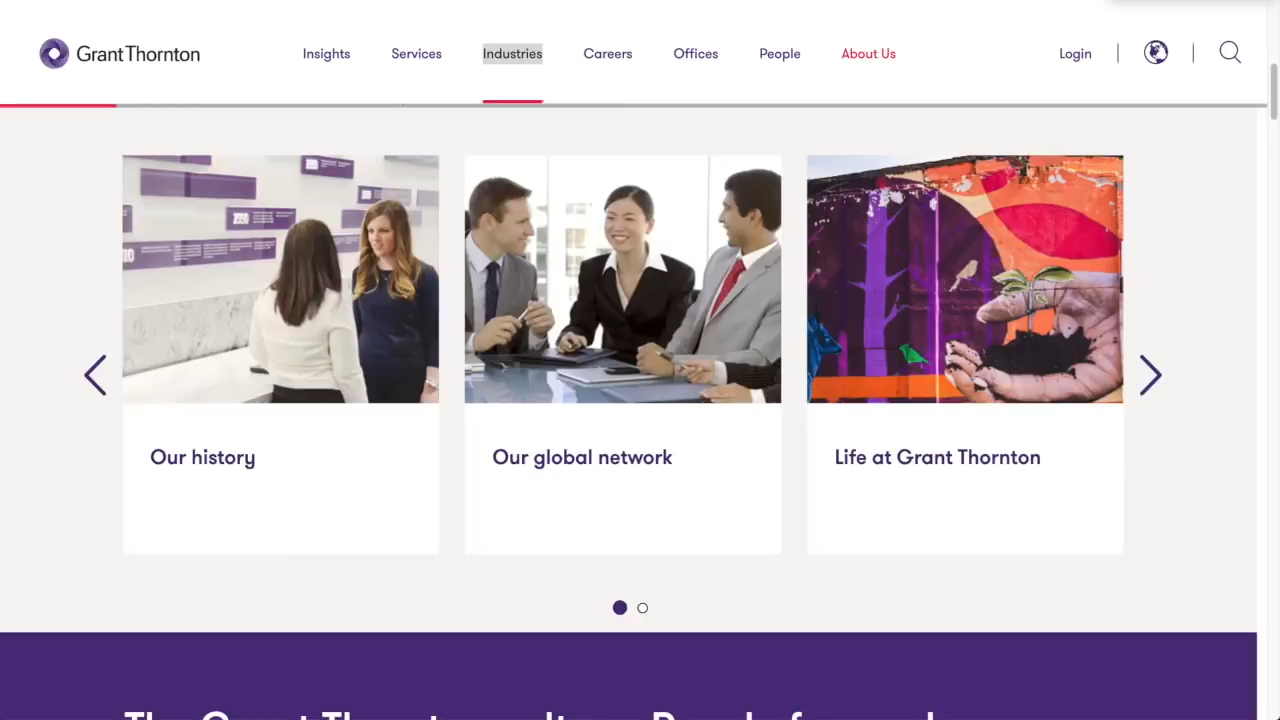 Grant Thornton
Insights
Services
Industries
Careers
Offices
People
About Us
Login
Our history
Our global network
Life at Grant Thornton